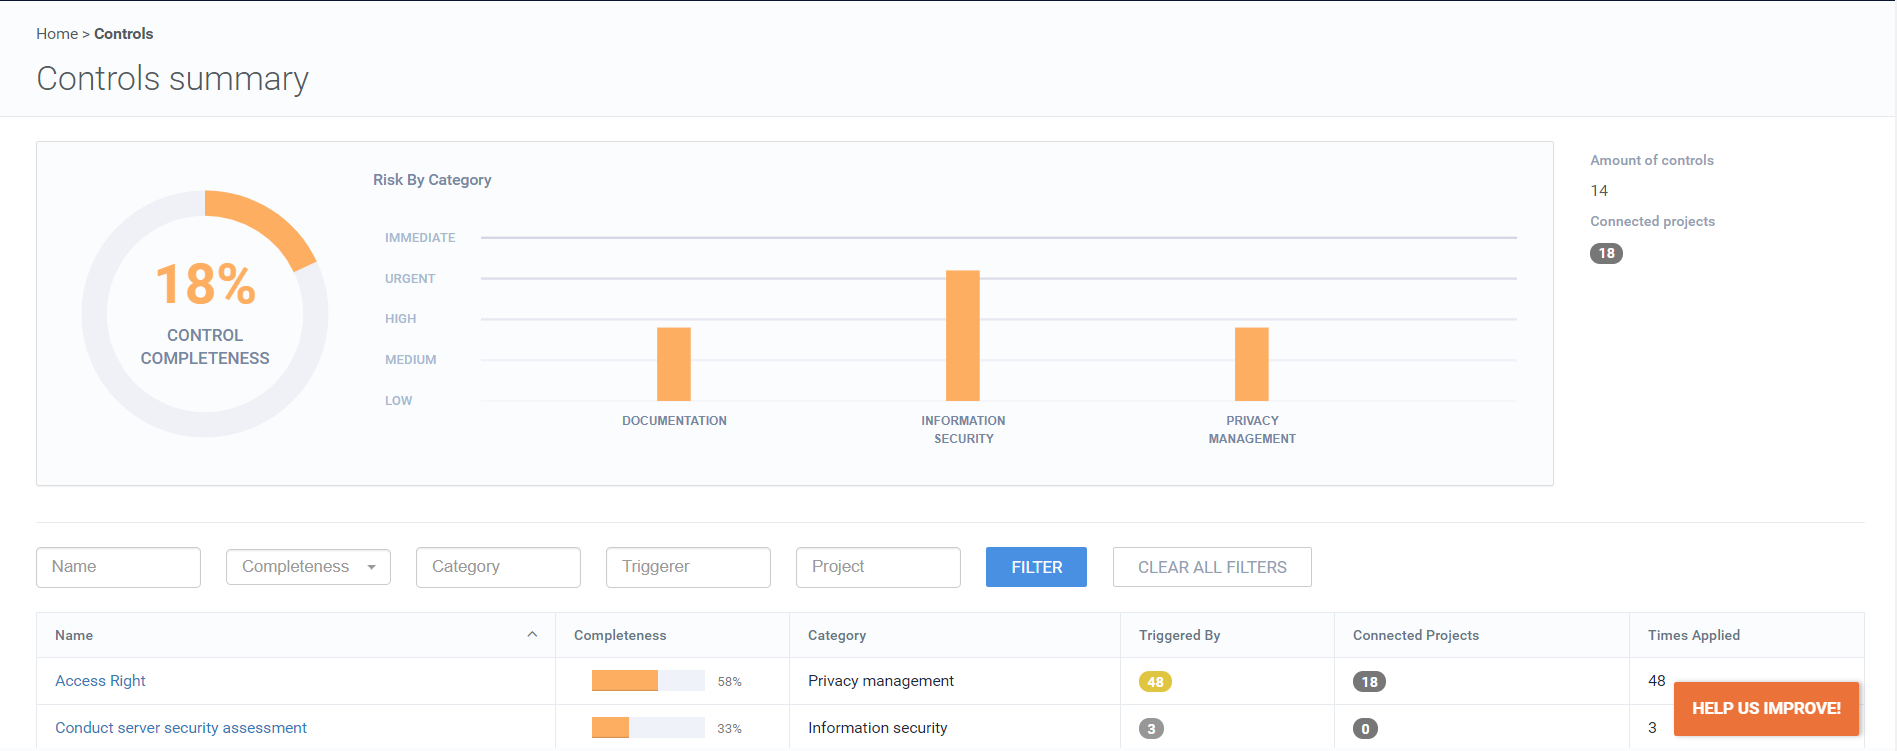 Home > Controls
Controls summary
18%
CONTROL
COMPLETENESS
Risk By Category
IMMEDIATE
URGENT
HIGH
MEDIUM
LOW
DOCUMENTATION
INFORMATION
SECURITY
PRIVACY
MANAGEMENT
Amount of controls
14
Connected projects
18
Name Completeness Category Triggerer Project FILTER CLEAR ALL FILTERS
Name Completeness Category Triggered By Connected Projects Times Applied
Access Right 58% Privacy management 48 18 48
Conduct server security assessment 33% Information security 3 0 3
HELP US IMPROVE!